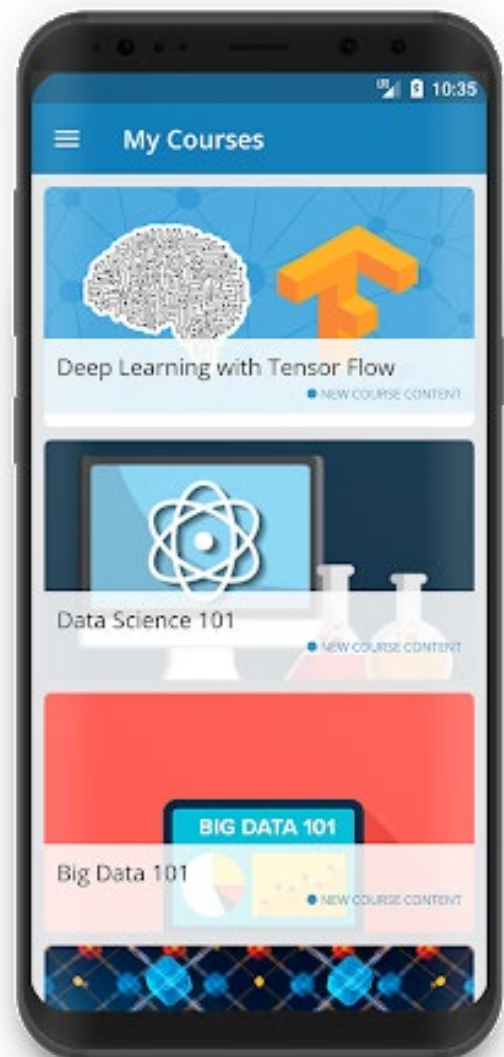 LTE 10:35
My Courses
Deep Learning with Tensor Flow
NEW COURSE CONTENT
Data Science 101
NEW COURSE CONTENT
BIG DATA 101
Big Data 101
NEW COURSE CONTENT